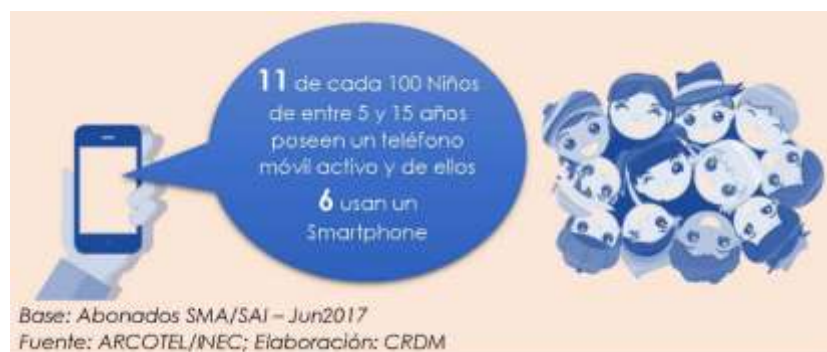 11 de cada 100 Niños
de entre 5 y 15 años
poseen un teléfono
móvil activo y de ellos
6 usan un
Smartphone
Base: Abonados SMA/SAI – Jun2017
Fuente: ARCOTEL/INEC; Elaboración: CRDM